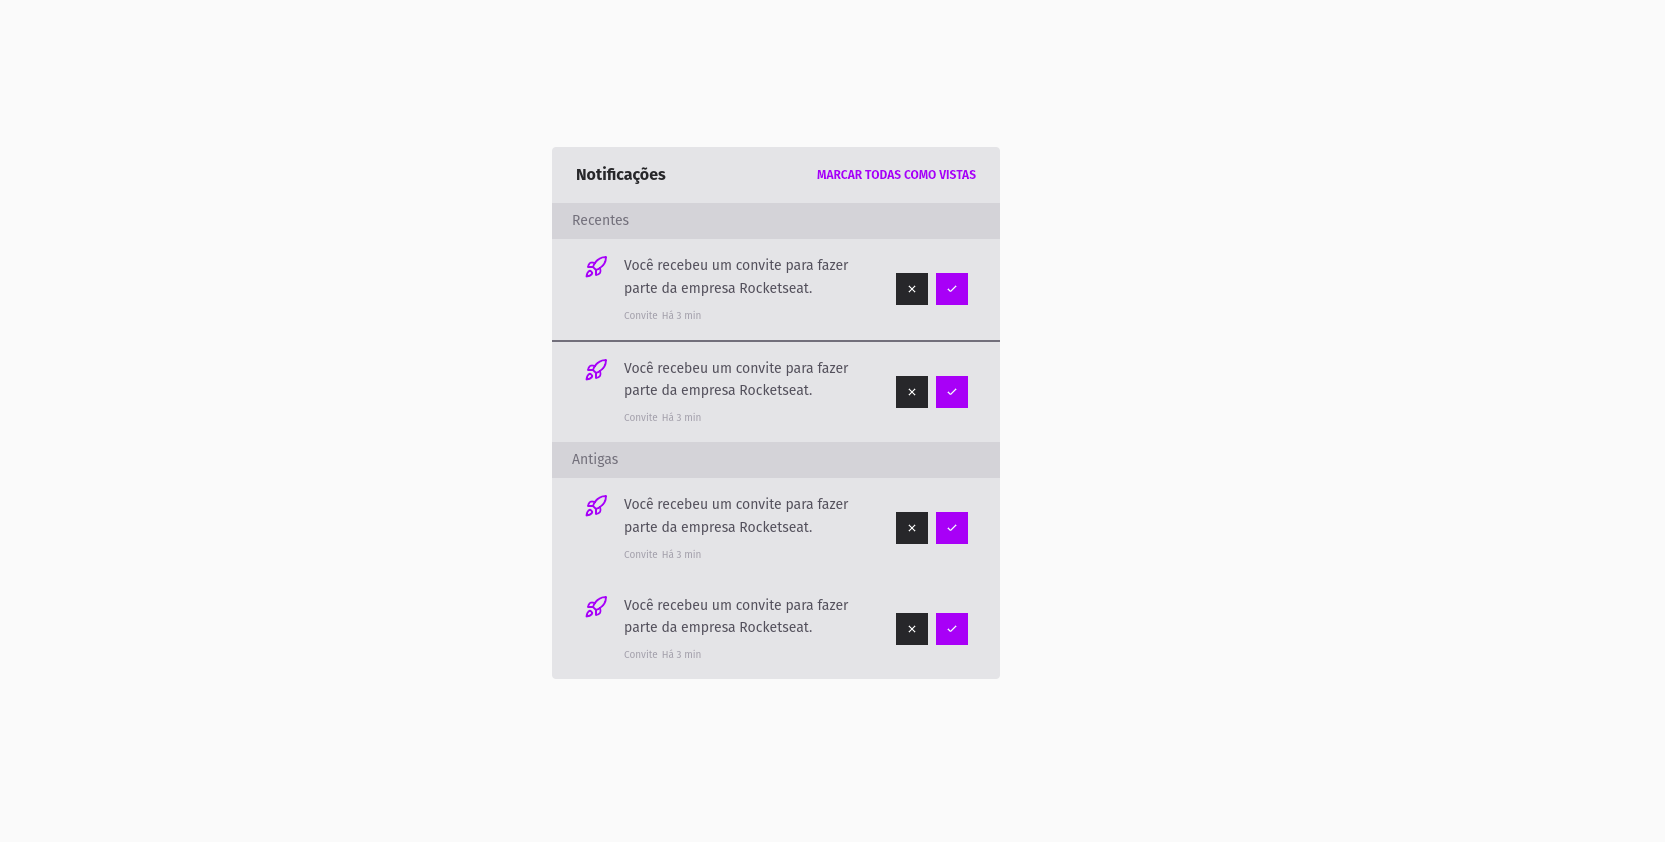 Notificações
MARCAR TODAS COMO VISTAS
Recentes
Você recebeu um convite para fazer
parte da empresa Rocketseat.
Convite Há 3 min
Você recebeu um convite para fazer
parte da empresa Rocketseat.
Convite Há 3 min
Antigas
Você recebeu um convite para fazer
parte da empresa Rocketseat.
Convite Há 3 min
Você recebeu um convite para fazer
parte da empresa Rocketseat.
Convite Há 3 min